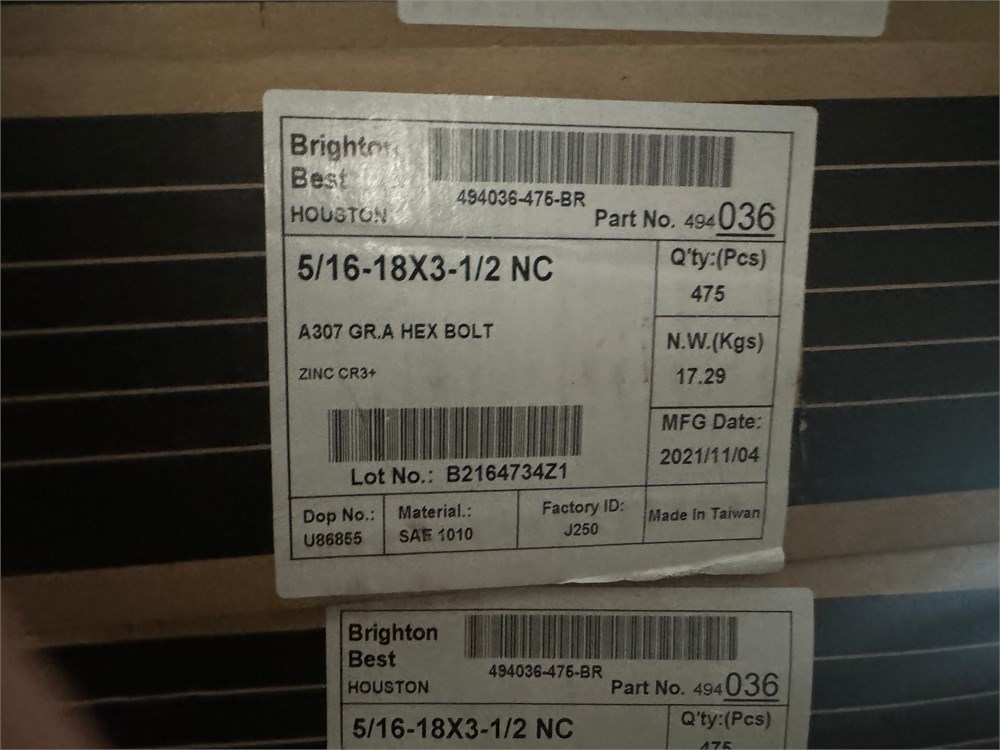 Brighton
Best
HOUSTON
494036-475-BR
Part No. 494036
5/16-18X3-1/2 NC
Q'ty:(Pcs)
475
A307 GR.A HEX BOLT
N.W.(Kgs)
17.29
ZINC CR3+
MFG Date:
2021/11/04
Lot No.: B2164734Z1
Dop No.:
U86855
Material.:
SAE 1010
Factory ID:
J250
Made In Taiwan
Brighton
Best
HOUSTON
494036-475-BR
Part No. 494036
5/16-18X3-1/2 NC
Q'ty:(Pcs)
475